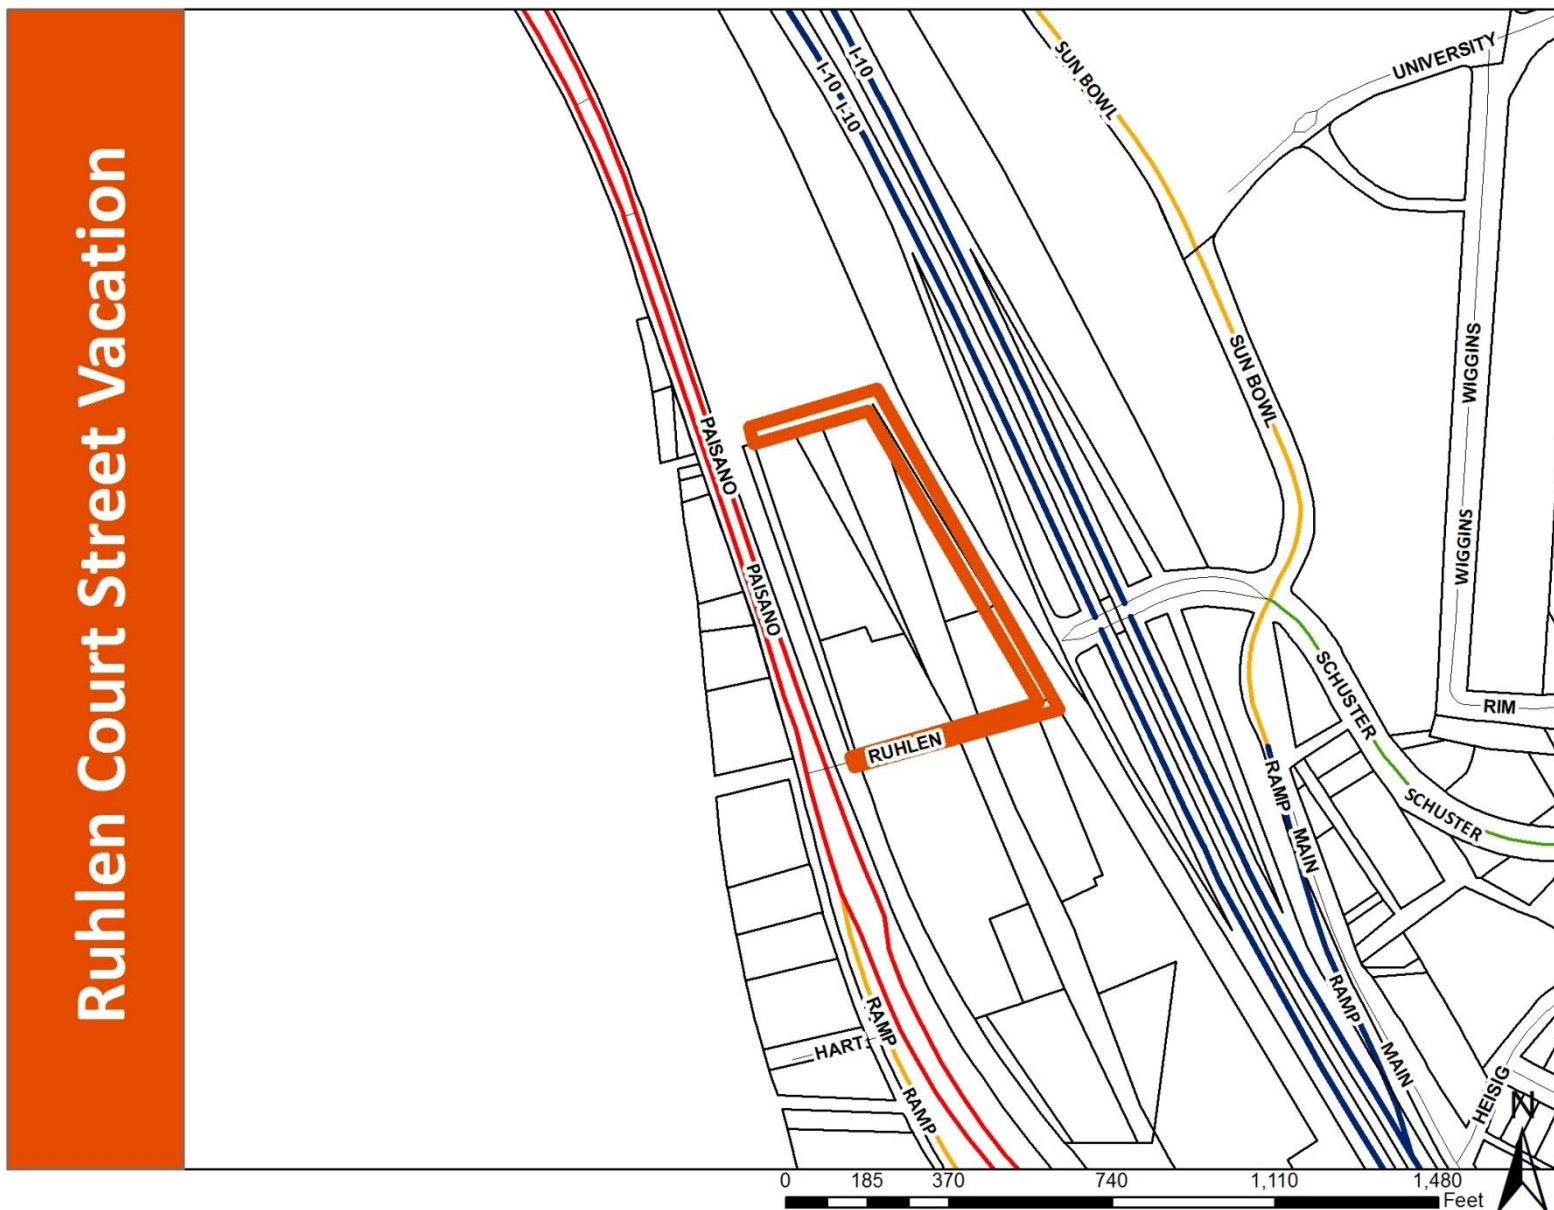 Ruhlen Court Street Vacation
I-10
I-10
I-10
SUN BOWL
UNIVERSITY
SUN BOWL
WIGGINS
WIGGINS
PAISANO
PAISANO
RUHLEN
SCHUSTER
SCHUSTER
RIM
RAMP
MAIN
RAMP
MAIN
RAMP
RAMP
HART
HEISIG
N
0 185 370 740 1,110 1,480
Feet